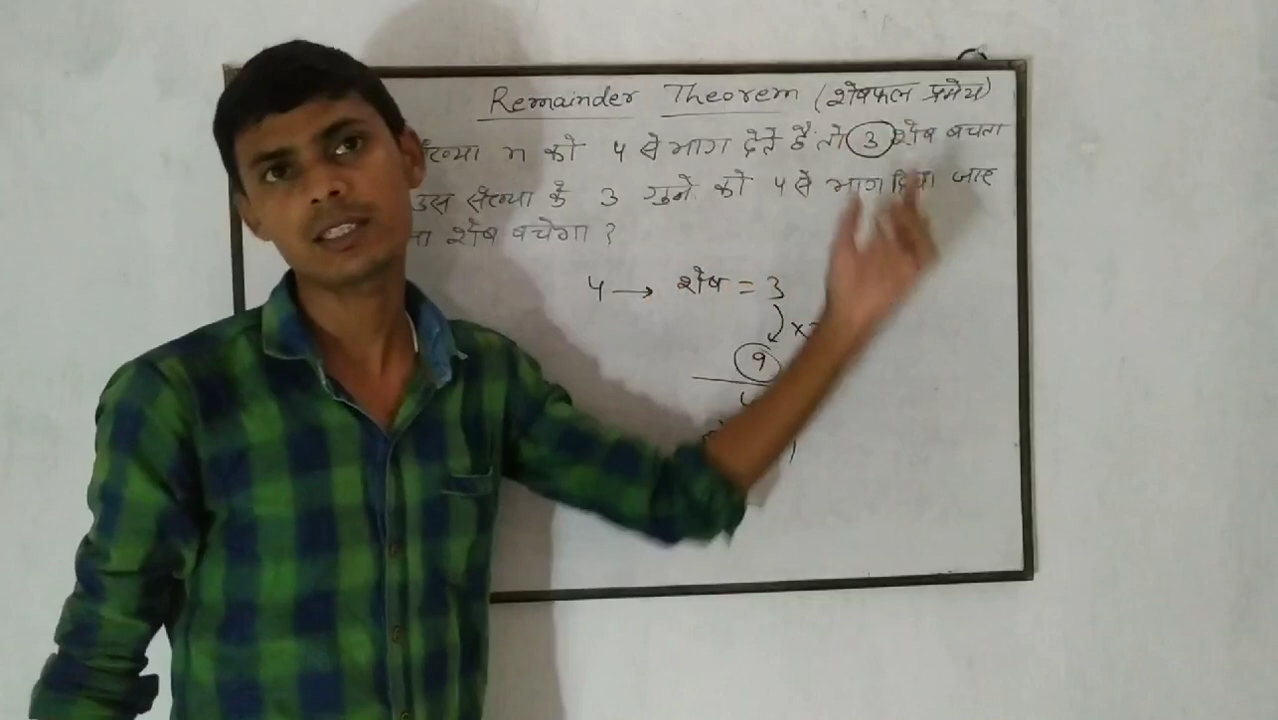 Remainder Theorem (शेषफल प्रमेय)
n को 4 से भाग देते हैं तो 3 शेष बचता
उस संख्या के 3 गुने को 4 से भाग दिया जाए
शेष बचेगा ?
4 → शेष = 3
9